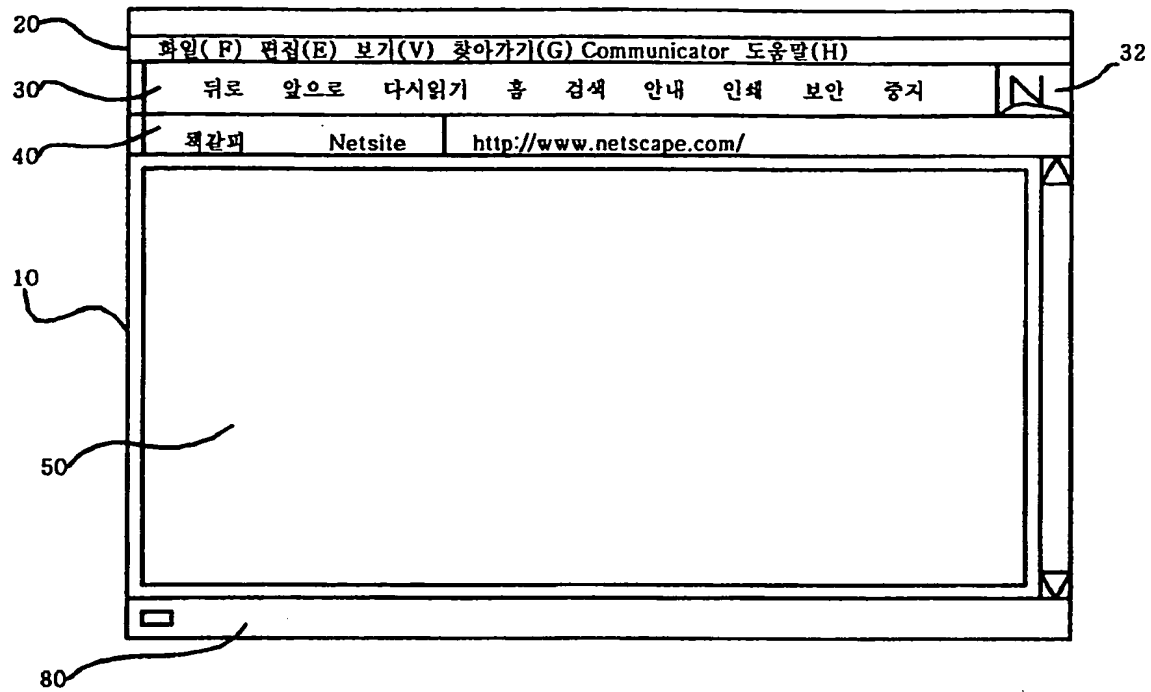 20
화일( F) 편집(E) 보기(V) 찾아가기(G) Communicator 도움말(H)
32
30
뒤로 앞으로 다시읽기 홈 검색 안내 인쇄 보안 중지
N
40
책갈피 Netsite http://www.netscape.com/
10
50
80